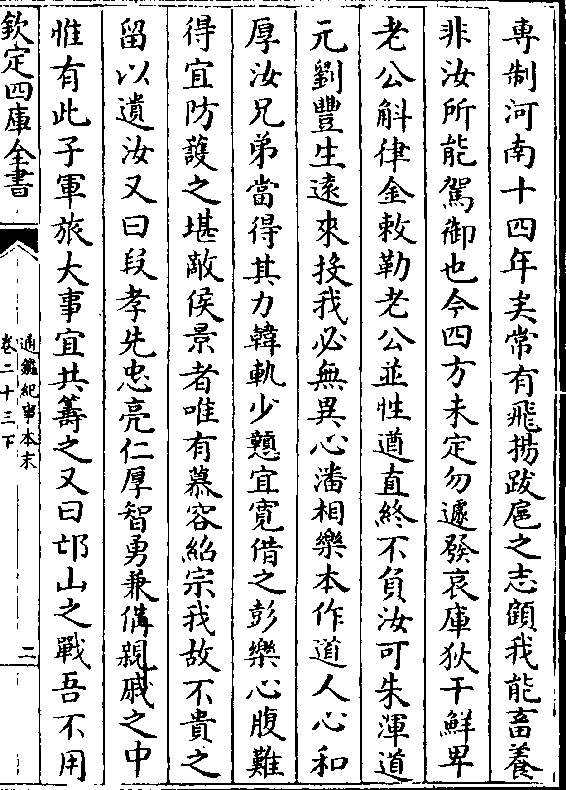 專制河南十四年矣常有飛揚跋扈之志顧我能畜養
非汝所能駕御也今四方未定勿遽發哀庫狄干鮮卑
老公斛律金敕勒老公並性遒直終不負汝可朱渾道
元劉豐生遠來投我必無異心潘相樂本作道人心和
厚汝兄弟當得其力韓軌少戇宜寛借之彭樂心腹難
得宜防護之堪敵侯景者唯有慕容紹宗我故不貴之
留以遺汝又曰段孝先忠亮仁厚智勇兼備親戚之中
惟有此子軍旅大事宜共籌之又曰邙山之戰吾不用
欽定四庫全書
通鑑紀事本末
卷二十三下
二